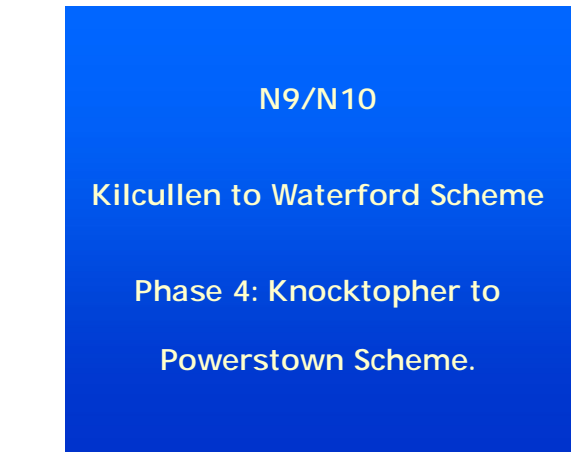 N9/N10
Kilcullen to Waterford Scheme
Phase 4: Knocktopher to
Powerstown Scheme.